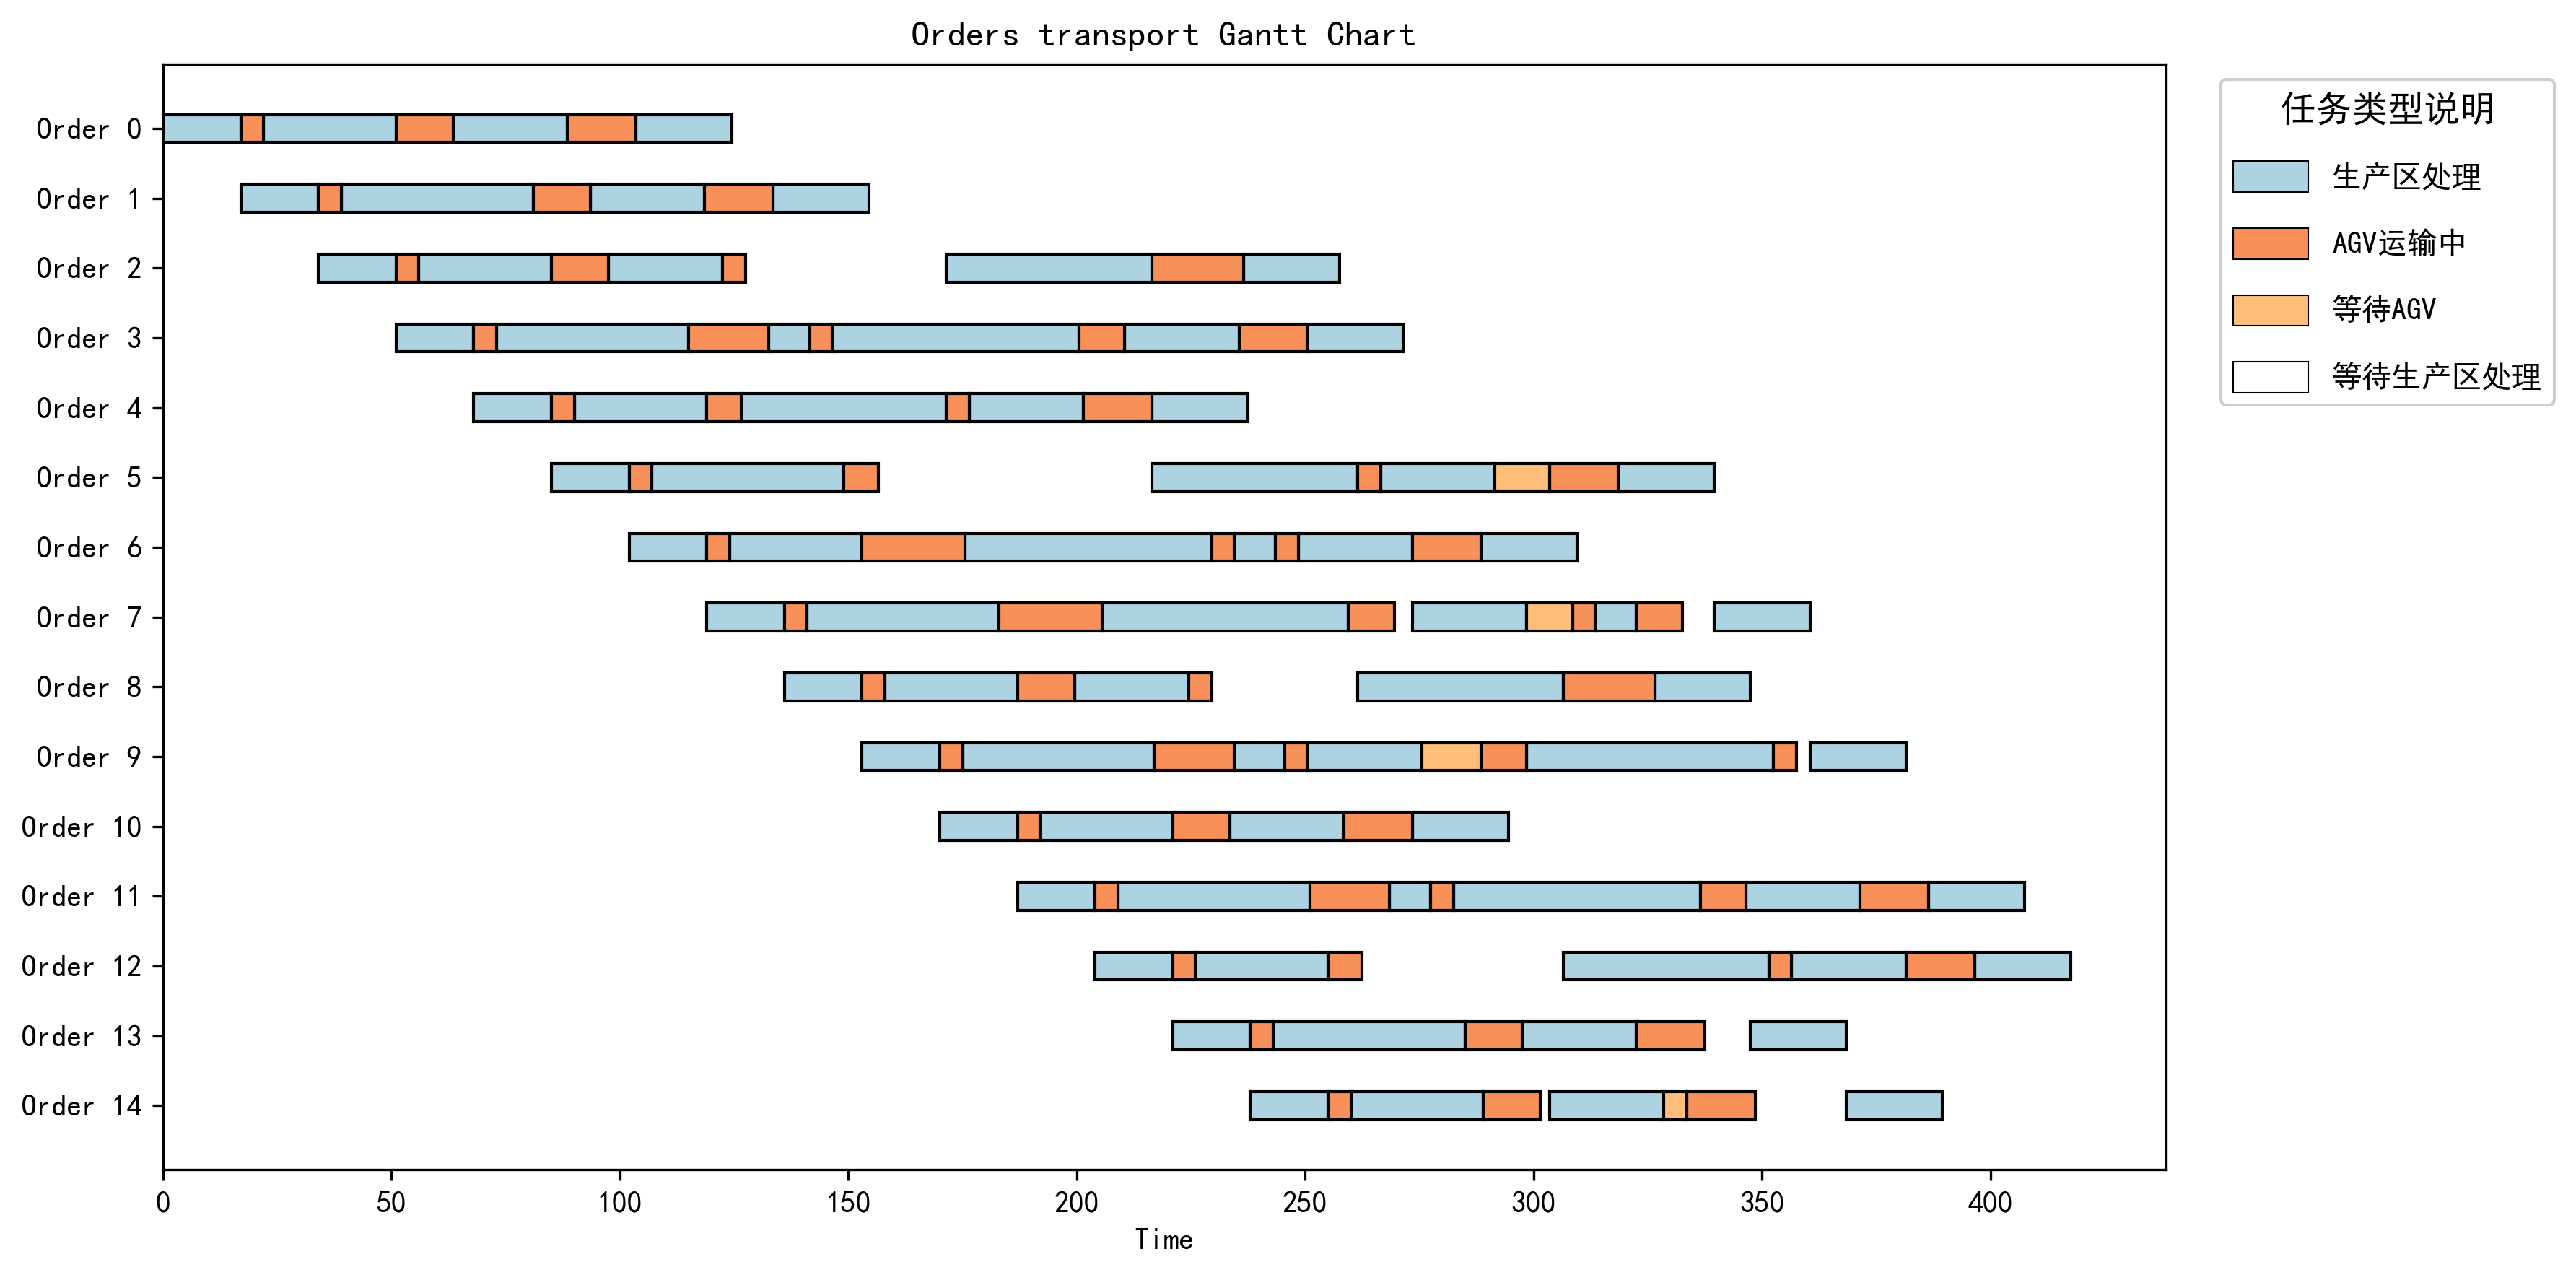 Orders transport Gantt Chart
Order 0
Order 1
Order 2
Order 3
Order 4
Order 5
Order 6
Order 7
Order 8
Order 9
Order 10
Order 11
Order 12
Order 13
Order 14
0 50 100 150 200 250 300 350 400
Time
任务类型说明
生产区处理
AGV运输中
等待AGV
等待生产区处理